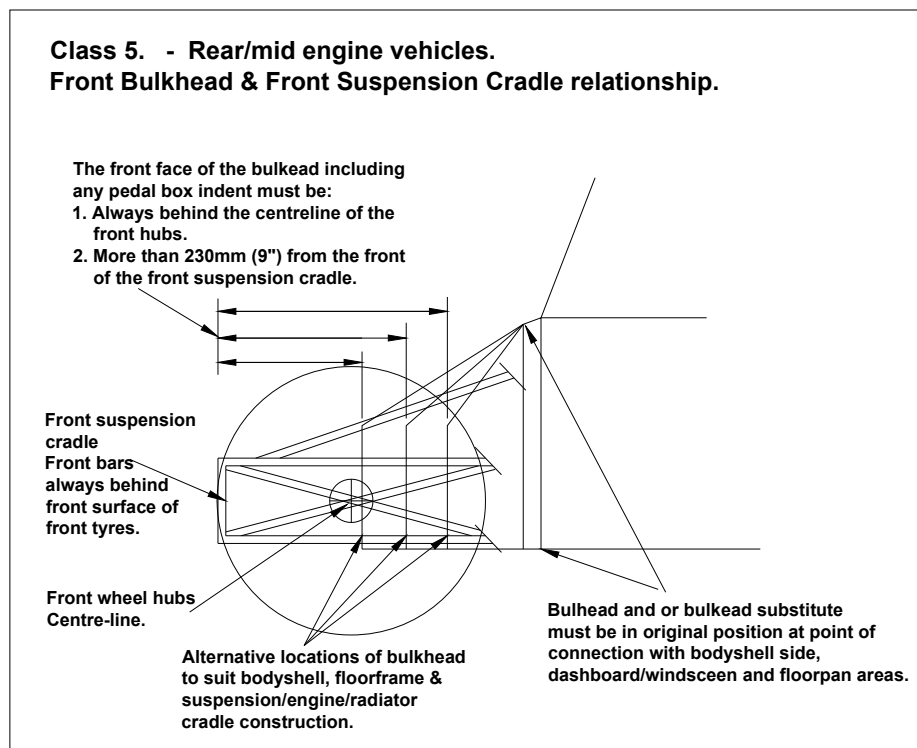 Class 5.   -  Rear/mid engine vehicles.
Front Bulkhead & Front Suspension Cradle relationship.
The front face of the bulkead including
any pedal box indent must be:
1. Always behind the centreline of the
front hubs.
2. More than 230mm (9") from the front
of the front suspension cradle.
Front suspension
cradle
Front bars
always behind
front surface of
front tyres.
Front wheel hubs
Centre-line.
Alternative locations of bulkhead
to suit bodyshell, floorframe &
suspension/engine/radiator
cradle construction.
Bulhead and or bulkead substitute
must be in original position at point of
connection with bodyshell side,
dashboard/windsceen and floorpan areas.